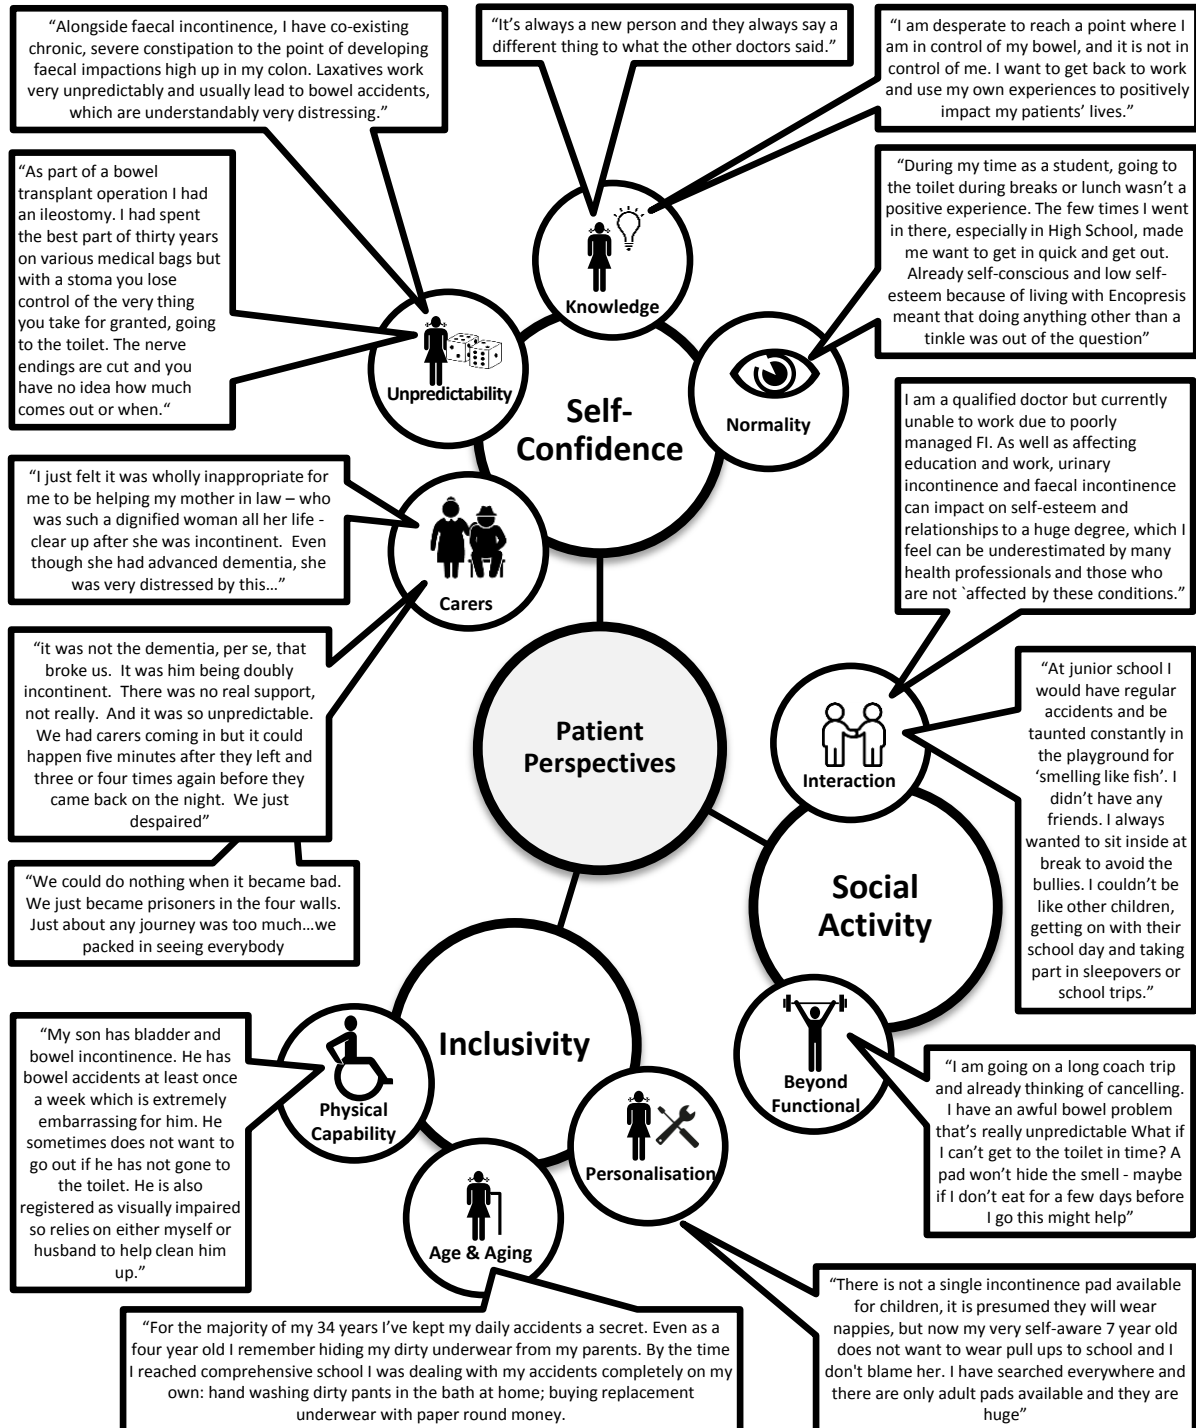 “Alongside faecal incontinence, I have co-existing
chronic, severe constipation to the point of developing
faecal impactions high up in my colon. Laxatives work
very unpredictably and usually lead to bowel accidents,
which are understandably very distressing.”
“It’s always a new person and they always say a
different thing to what the other doctors said.”
“I am desperate to reach a point where I
am in control of my bowel, and it is not in
control of me. I want to get back to work
and use my own experiences to positively
impact my patients’ lives.”
“As part of a bowel
transplant operation I had
an ileostomy. I had spent
the best part of thirty years
on various medical bags but
with a stoma you lose
control of the very thing
you take for granted, going
to the toilet. The nerve
endings are cut and you
have no idea how much
comes out or when.“
“During my time as a student, going to
the toilet during breaks or lunch wasn’t a
positive experience. The few times I went
in there, especially in High School, made
me want to get in quick and get out.
Already self-conscious and low self-
esteem because of living with Encopresis
meant that doing anything other than a
tinkle was out of the question”
Knowledge
Unpredictability
Normality
Self-
Confidence
“I just felt it was wholly inappropriate for
me to be helping my mother in law – who
was such a dignified woman all her life -
clear up after she was incontinent.  Even
though she had advanced dementia, she
was very distressed by this…”
Carers
I am a qualified doctor but currently
unable to work due to poorly
managed FI. As well as affecting
education and work, urinary
incontinence and faecal incontinence
can impact on self-esteem and
relationships to a huge degree, which I
feel can be underestimated by many
health professionals and those who
are not `affected by these conditions.”
“it was not the dementia, per se, that
broke us.  It was him being doubly
incontinent.  There was no real support,
not really.  And it was so unpredictable.
We had carers coming in but it could
happen five minutes after they left and
three or four times again before they
came back on the night.  We just
despaired”
Patient
Perspectives
Interaction
“At junior school I
would have regular
accidents and be
taunted constantly in
the playground for
‘smelling like fish’. I
didn’t have any
friends. I always
wanted to sit inside at
break to avoid the
bullies. I couldn’t be
like other children,
getting on with their
school day and taking
part in sleepovers or
school trips.”
“We could do nothing when it became bad.
We just became prisoners in the four walls.
Just about any journey was too much…we
packed in seeing everybody
Social
Activity
Inclusivity
“My son has bladder and
bowel incontinence. He has
bowel accidents at least once
a week which is extremely
embarrassing for him. He
sometimes does not want to
go out if he has not gone to
the toilet. He is also
registered as visually impaired
so relies on either myself or
husband to help clean him
up.”
Physical
Capability
Beyond
Functional
“I am going on a long coach trip
and already thinking of cancelling.
I have an awful bowel problem
that’s really unpredictable What if
I can’t get to the toilet in time? A
pad won’t hide the smell - maybe
if I don’t eat for a few days before
I go this might help”
Personalisation
Age & Aging
“For the majority of my 34 years I’ve kept my daily accidents a secret. Even as a
four year old I remember hiding my dirty underwear from my parents. By the time
I reached comprehensive school I was dealing with my accidents completely on my
own: hand washing dirty pants in the bath at home; buying replacement
underwear with paper round money.
“There is not a single incontinence pad available
for children, it is presumed they will wear
nappies, but now my very self-aware 7 year old
does not want to wear pull ups to school and I
don't blame her. I have searched everywhere and
there are only adult pads available and they are
huge”